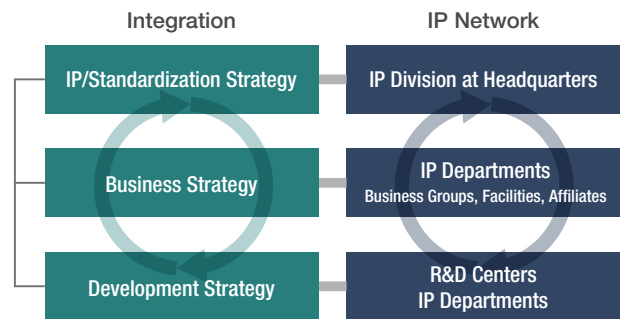 Integration
IP Network
IP/Standardization Strategy
IP Division at Headquarters
Business Strategy
IP Departments
Business Groups, Facilities, Affiliates
Development Strategy
R&D Centers
IP Departments